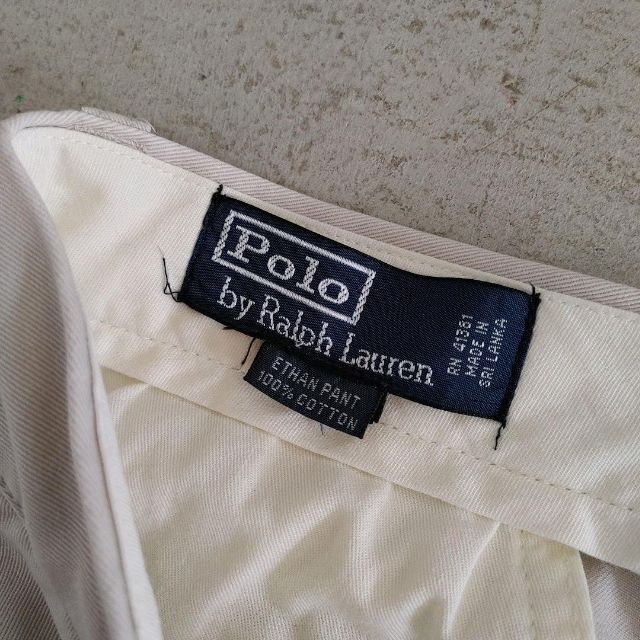 Polo
by Ralph Lauren
RN 41381
MADE IN
SRI LANKA
ETHAN PANT
100% COTTON